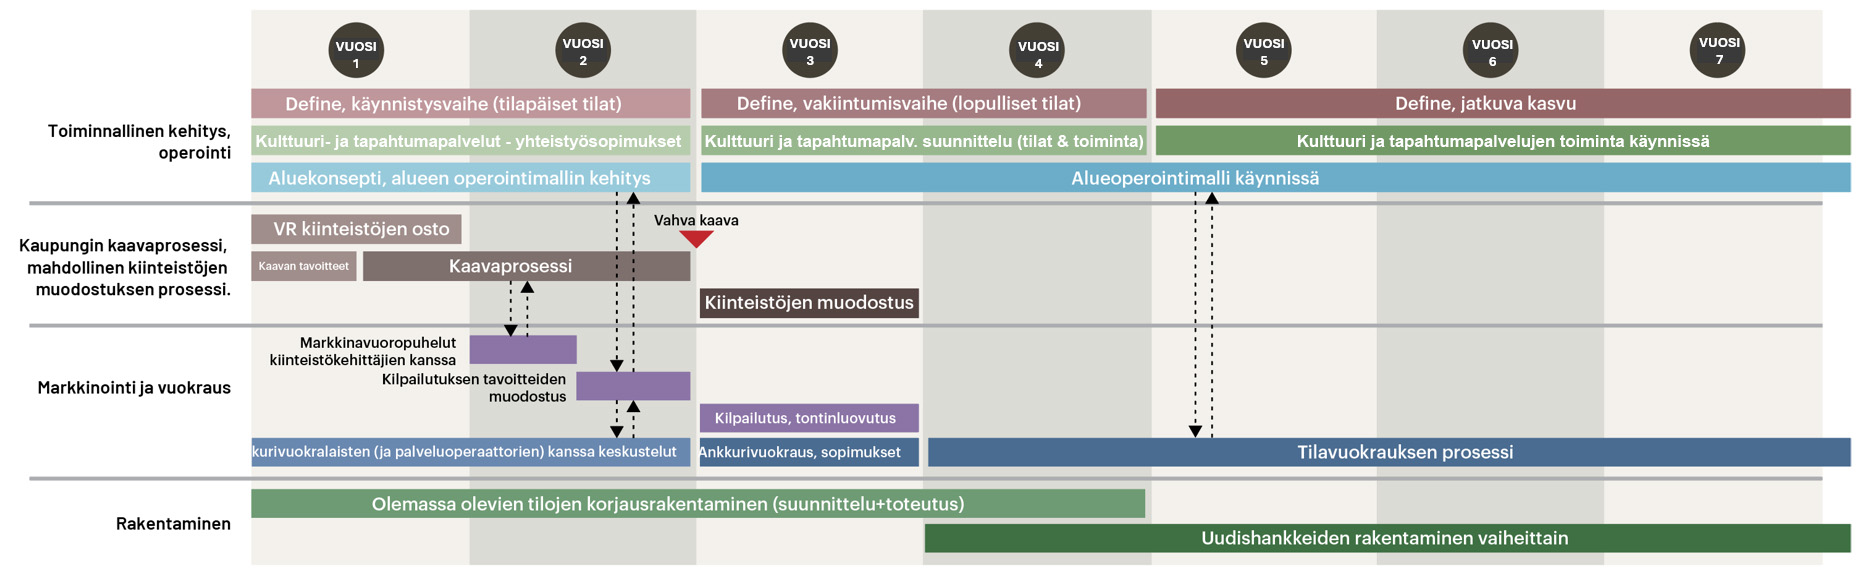 VUOSI
1
VUOSI
2
VUOSI
3
VUOSI
4
VUOSI
5
VUOSI
6
VUOSI
7
Toiminnallinen kehitys,
operointi
Define, käynnistysvaihe (tilapäiset tilat)
Define, vakiintumisvaihe (lopulliset tilat)
Define, jatkuva kasvu
Kulttuuri- ja tapahtumapalvelut - yhteistyösopimukset
Kulttuuri ja tapahtumapalv. suunnittelu (tilat & toiminta)
Kulttuuri ja tapahtumapalvelujen toiminta käynnissä
Aluekonsepti, alueen operointimallin kehitys
Alueoperointimalli käynnissä
Kaupungin kaavaprosessi,
mahdollinen kiinteistöjen
muodostuksen prosessi.
VR kiinteistöjen osto
Vahva kaava
Kaavan tavoitteet
Kaavaprosessi
Kiinteistöjen muodostus
Markkinointi ja vuokraus
Markkinavuoropuhelut
kiinteistökehittäjien kanssa
Kilpailutuksen tavoitteiden
muodostus
Kilpailutus, tontinluovutus
kurivuokralaisten (ja palveluoperaattorien) kanssa keskustelut
Ankkurivuokraus, sopimukset
Tilavuokrauksen prosessi
Rakentaminen
Olemassa olevien tilojen korjausrakentaminen (suunnittelu+toteutus)
Uudishankkeiden rakentaminen vaiheittain